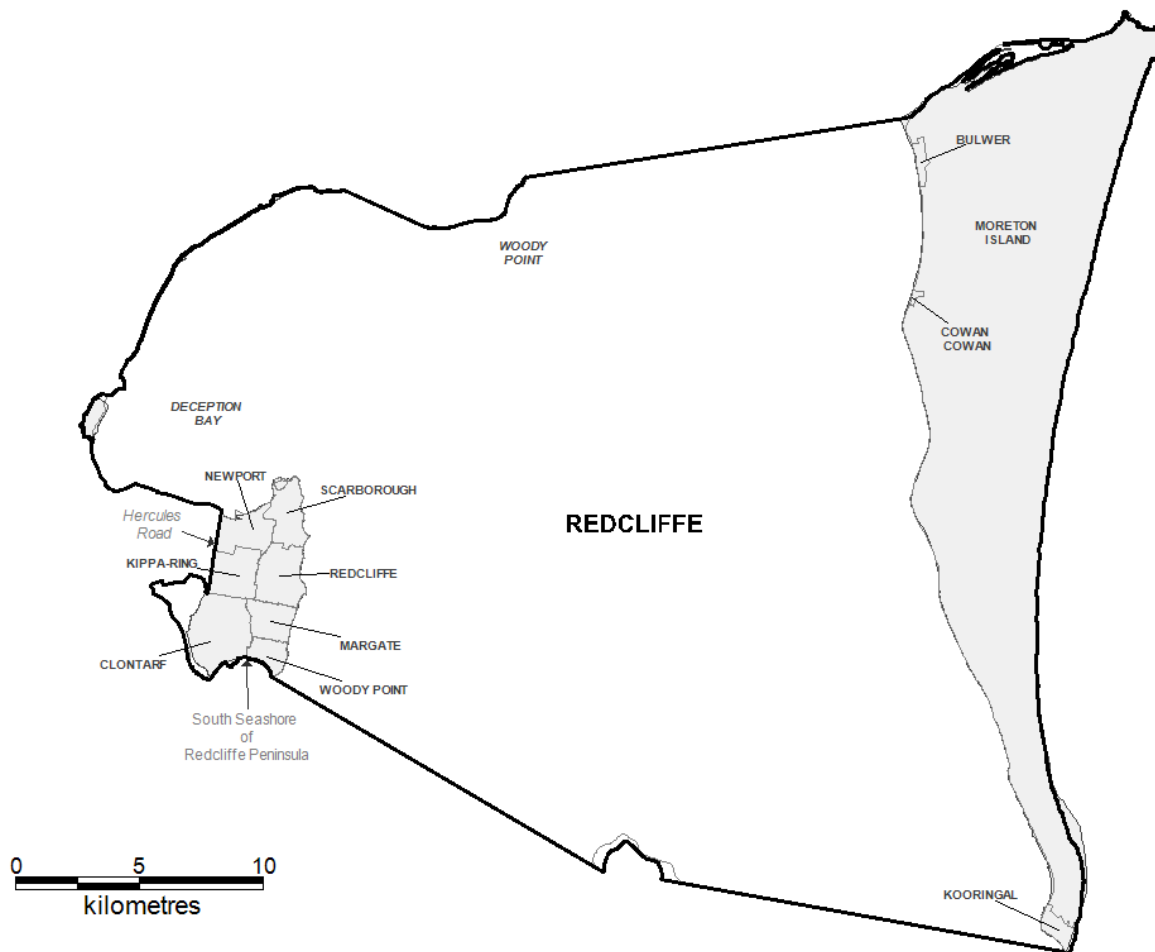 BULWER
MORETON
ISLAND
WOODY
POINT
COWAN
COWAN
DECEPTION
BAY
NEWPORT
SCARBOROUGH
Hercules
Road
REDCLIFFE
KIPPA-RING
REDCLIFFE
MARGATE
CLONTARF
WOODY POINT
South Seashore
of
Redcliffe Peninsula
0 5 10
kilometres
KOORINGAL